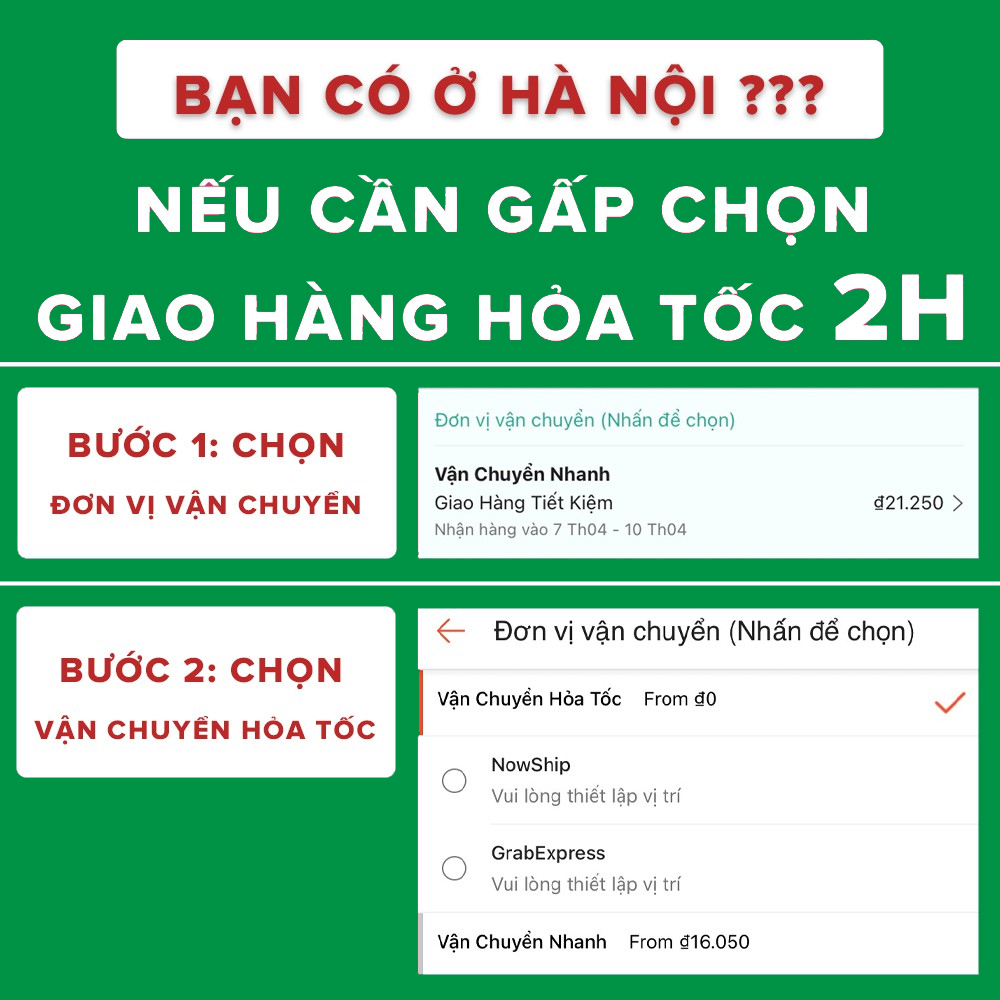 BẠN CÓ Ở HÀ NỘI ???
NẾU CẦN GẤP CHỌN
GIAO HÀNG HỎA TỐC 2H
BƯỚC 1: CHỌN
ĐƠN VỊ VẬN CHUYỂN
Đơn vị vận chuyển (Nhấn để chọn)
Vận Chuyển Nhanh
Giao Hàng Tiết Kiệm ₫21.250
Nhận hàng vào 7 Th04 - 10 Th04
BƯỚC 2: CHỌN
VẬN CHUYỂN HỎA TỐC
Đơn vị vận chuyển (Nhấn để chọn)
Vận Chuyển Hỏa Tốc From ₫0
NowShip
Vui lòng thiết lập vị trí
GrabExpress
Vui lòng thiết lập vị trí
Vận Chuyển Nhanh From ₫16.050